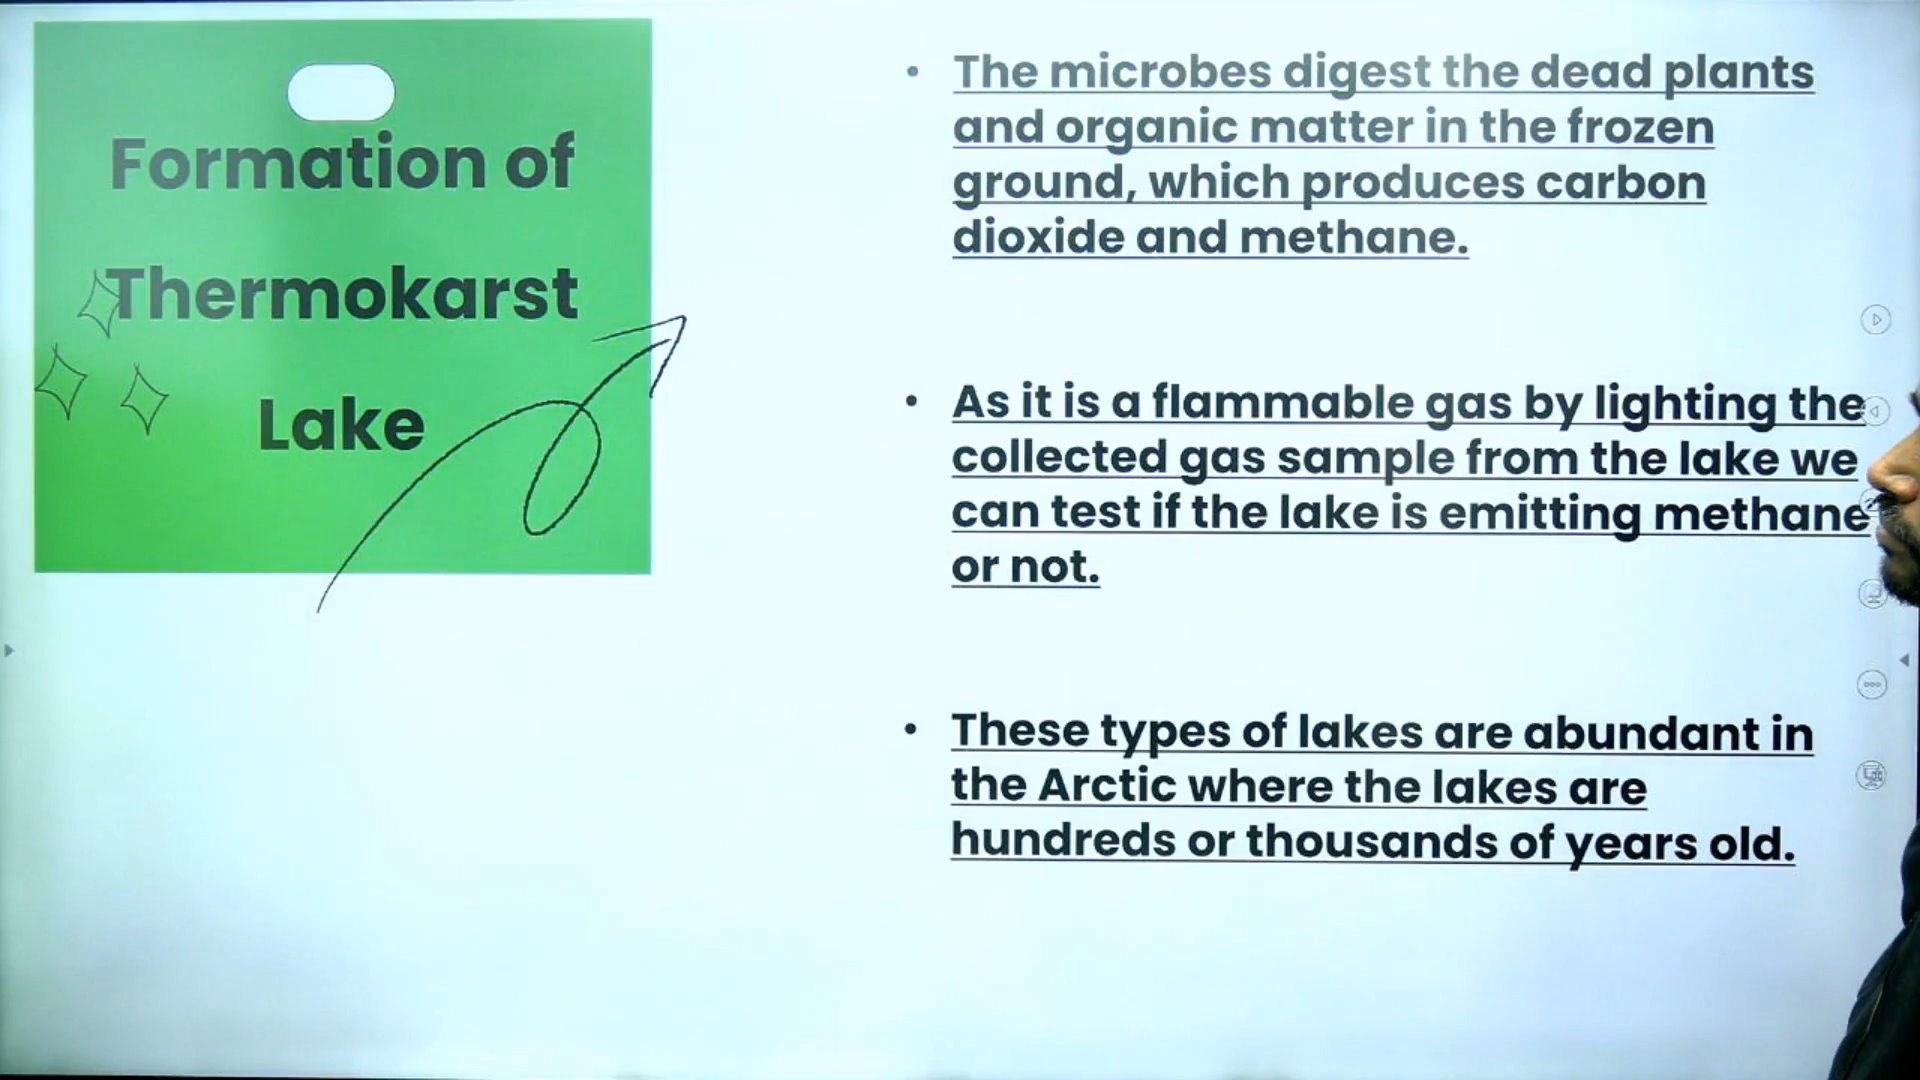 Formation of
Thermokarst
Lake
• The microbes digest the dead plants
and organic matter in the frozen
ground, which produces carbon
dioxide and methane.
• As it is a flammable gas by lighting the
collected gas sample from the lake we
can test if the lake is emitting methane
or not.
• These types of lakes are abundant in
the Arctic where the lakes are
hundreds or thousands of years old.